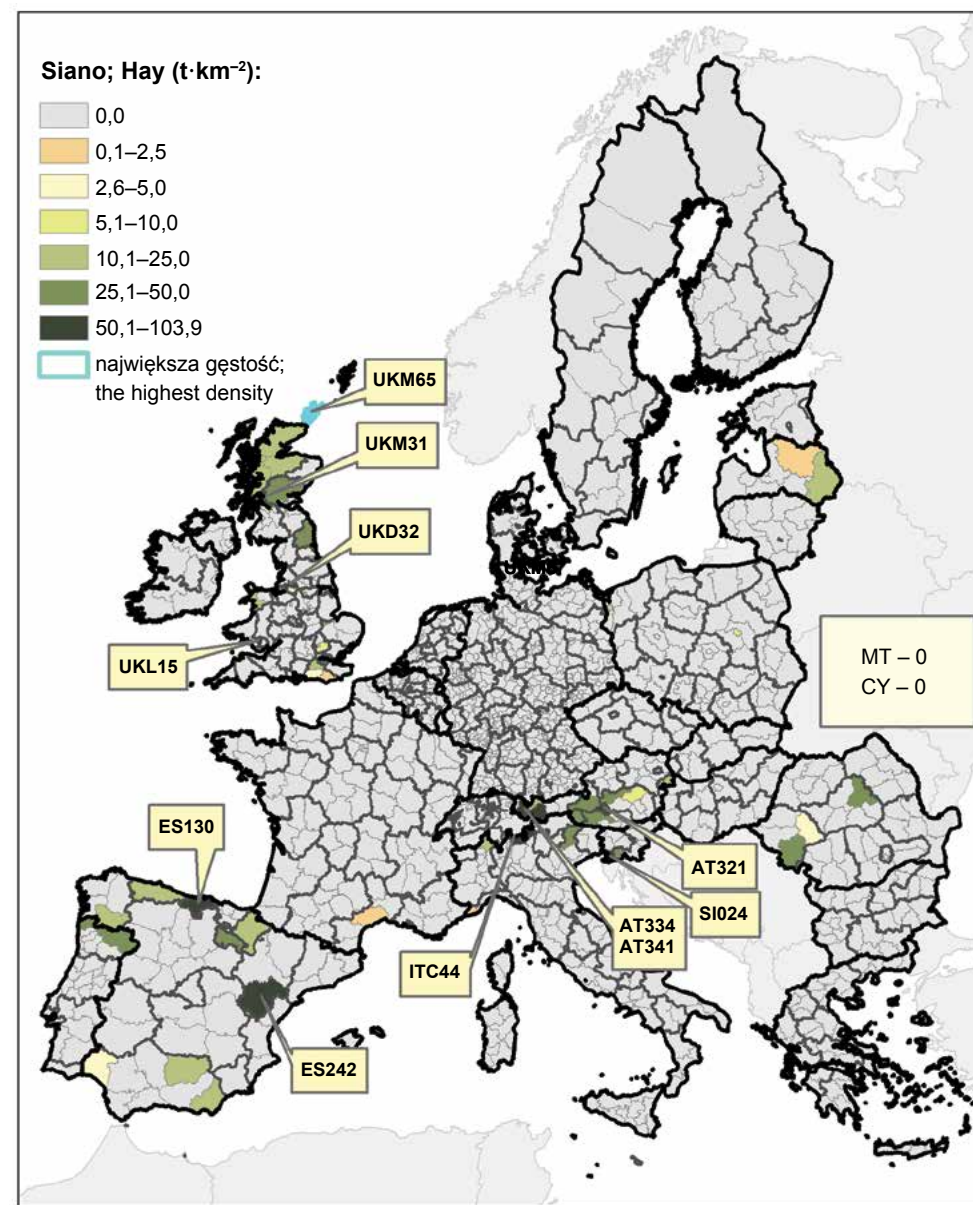 Siano; Hay (t·km⁻²):
0,0
0,1–2,5
2,6–5,0
5,1–10,0
10,1–25,0
25,1–50,0
50,1–103,9
największa gęstość;
the highest density
UKM65
UKM31
UKD32
UKL15
MT – 0
CY – 0
ES130
AT321
SI024
AT334
AT341
ITC44
ES242